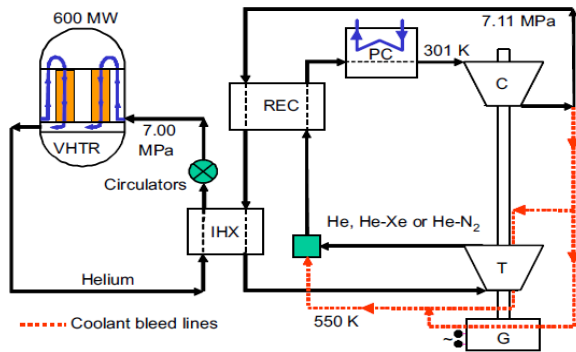 600 MW
7.11 MPa
PC
301 K
C
REC
7.00
MPa
VHTR
Circulators
He, He-Xe or He-N2
IHX
T
Helium
550 K
Coolant bleed lines
~
G